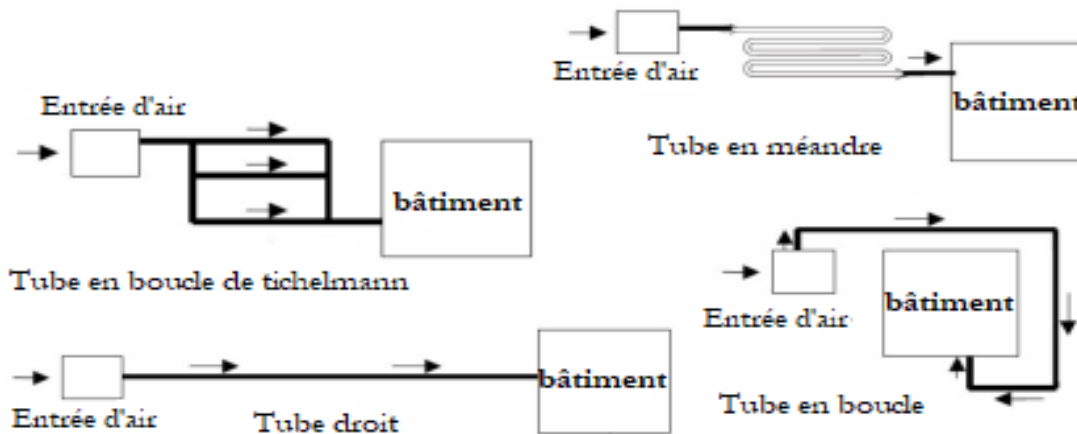 Entrée d'air
bâtiment
Tube en méandre
Entrée d'air
bâtiment
Tube en boucle de tichelmann
Entrée d'air
bâtiment
Tube en boucle
Entrée d'air
Tube droit
bâtiment